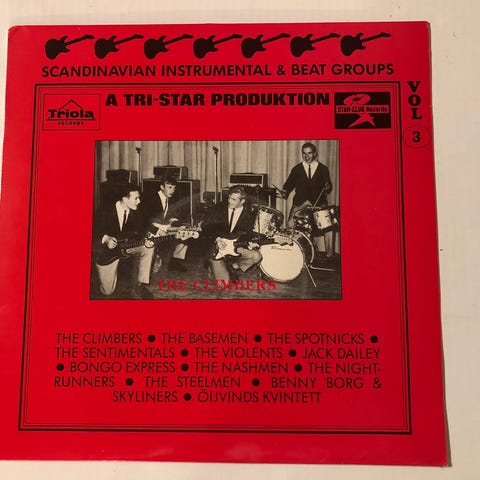 SCANDINAVIAN INSTRUMENTAL & BEAT GROUPS
VOL 3
Triola
RECORDS
A TRI-STAR PRODUKTION
STAR-CLUB Records
THE CLIMBERS
THE CLIMBERS ● THE BASEMEN ● THE SPOTNICKS ●
THE SENTIMENTALS ● THE VIOLENTS ● JACK DAILEY
● BONGO EXPRESS ● THE NASHMEN ● THE NIGHT-
RUNNERS ● THE STEELMEN ● BENNY BORG &
SKYLINERS ● ÖIJVINDS KVINTETT